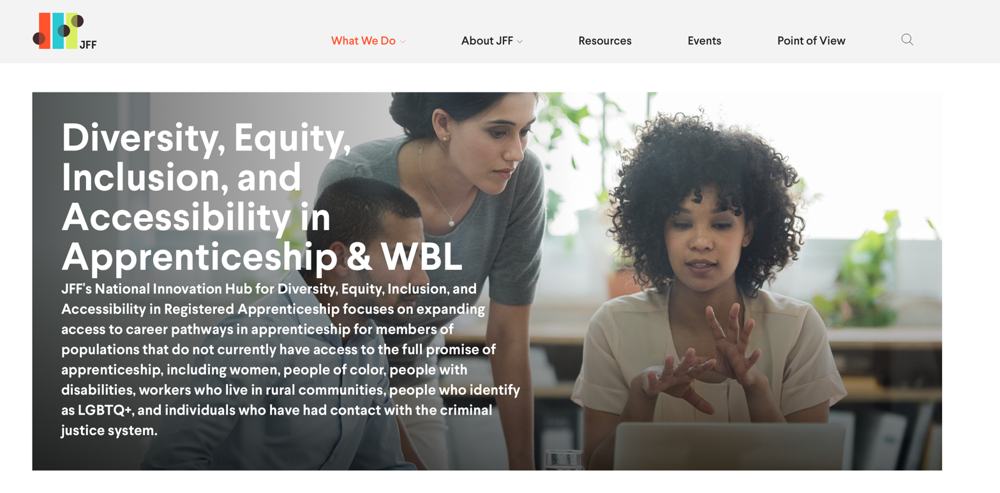 JFF
What We Do
About JFF
Resources
Events
Point of View
Diversity, Equity,
Inclusion, and
Accessibility in
Apprenticeship & WBL
JFF's National Innovation Hub for Diversity, Equity, Inclusion, and
Accessibility in Registered Apprenticeship focuses on expanding
access to career pathways in apprenticeship for members of
populations that do not currently have access to the full promise of
apprenticeship, including women, people of color, people with
disabilities, workers who live in rural communities, people who identify
as LGBTQ+, and individuals who have had contact with the criminal
justice system.